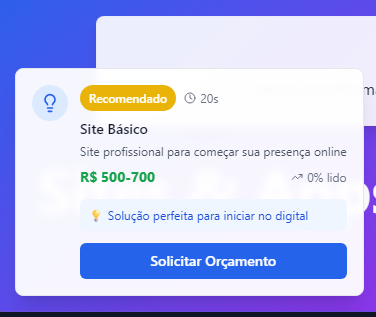 Recomendado 20s
Site Básico
Site profissional para começar sua presença online
R$ 500-700 0% lido
Solução perfeita para iniciar no digital
Solicitar Orçamento